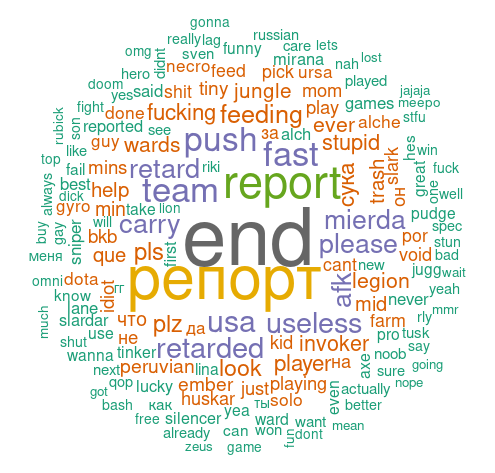 gonna
reallylag russian
omg sven funny care lets
didnt necro feed mirana nah lost
hero pick ursa played
doom yes said shit tiny jungle mom games jajaja
fight done fucking feeding play meepo
rubick son reported guy wards ever alche stfu
see push за alch stupid hes win
like mins retard riki fast trash slark great fuck
top fail report сука он one well
always best help team pudge
dick gyro min take lion mierda por spec
buy gay sniper will carry end please void stun
меня bkb first cant new bad
que pls jugg wait
omni dota гг репорт afk legion yeah
know idiot mid never mmr
much lane что plz да usa useless farm rly
slardar use не kid invoker pro tusk
shut tinker retarded axe noob say
wanna peruvian lina look player на sure going
next ember just playing actually nope
got qop lucky huskar solo even better
bash как yea ты want
free silencer ward mean
already can won fun dont
zeus game